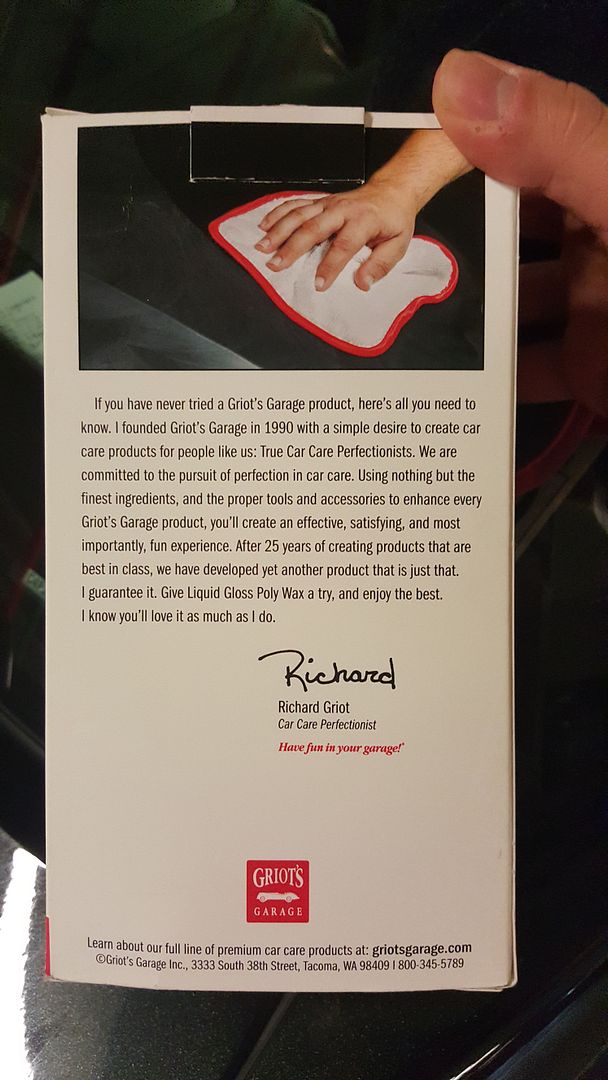 If you have never tried a Griot's Garage product, here's all you need to
know. I founded Griot's Garage in 1990 with a simple desire to create car
care products for people like us: True Car Care Perfectionists. We are
committed to the pursuit of perfection in car care. Using nothing but the
finest ingredients, and the proper tools and accessories to enhance every
Griot's Garage product, you'll create an effective, satisfying, and most
importantly, fun experience. After 25 years of creating products that are
best in class, we have developed yet another product that is just that.
I guarantee it. Give Liquid Gloss Poly Wax a try, and enjoy the best.
I know you'll love it as much as I do.
Richard
Richard Griot
Car Care Perfectionist
Have fun in your garage!®
GRIOT'S
GARAGE
Learn about our full line of premium car care products at: griotsgarage.com
©Griot's Garage Inc., 3333 South 38th Street, Tacoma, WA 98409 | 800-345-5789